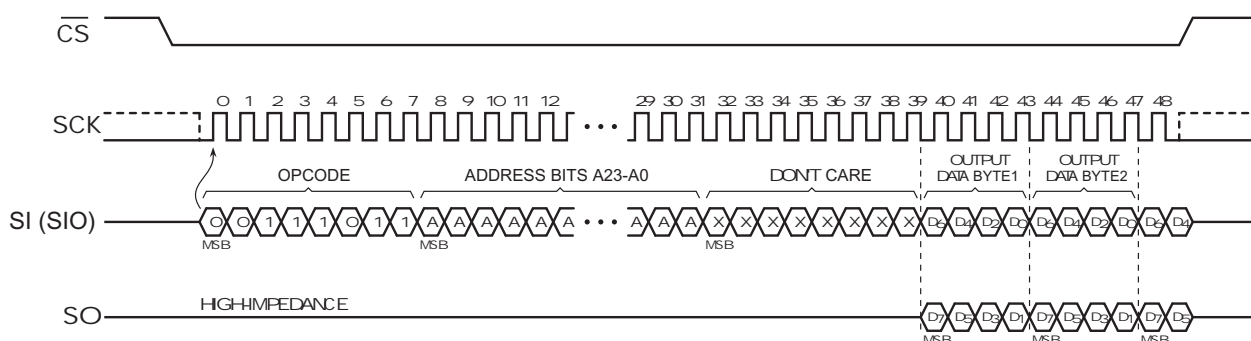 CS
0 1 2 3 4 5 6 7 8 9 10 11 12 29 30 31 32 33 34 35 36 37 38 39 40 41 42 43 44 45 46 47 48
SCK
OPCODE ADDRESS BITS A23-A0 DON'T CARE OUTPUT DATA BYTE1 OUTPUT DATA BYTE2
SI (SIO) 0 0 1 1 1 0 1 1 A A A A A A A A A X X X X X X X X D6 D4 D2 D0 D6 D4 D2 D0 D6 D4
MSB MSB MSB
HIGH-IMPEDANCE
SO D7 D5 D3 D1 D7 D5 D3 D1 D7 D5
MSB MSB MSB